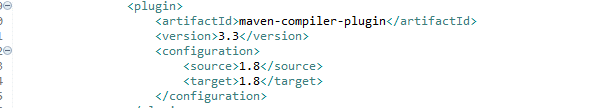 <plugin>
<artifactId>maven-compiler-plugin</artifactId>
<version>3.3</version>
<configuration>
<source>1.8</source>
<target>1.8</target>
</configuration>